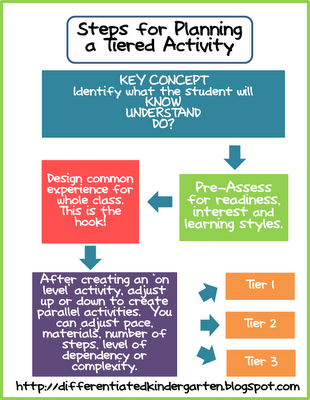 Steps for Planning
a Tiered Activity
KEY CONCEPT
Identify what the student will
KNOW
UNDERSTAND
DO?
Pre-Assess
for readiness,
interest and
learning styles.
Design common
experience for
whole class.
This is the
hook!
After creating an 'on
level' activity, adjust
up or down to create
parallel activities. You
can adjust pace,
materials, number of
steps, level of
dependency or
complexity.
Tier 1
Tier 2
Tier 3
http://differentiatedkindergarten.blogspot.com